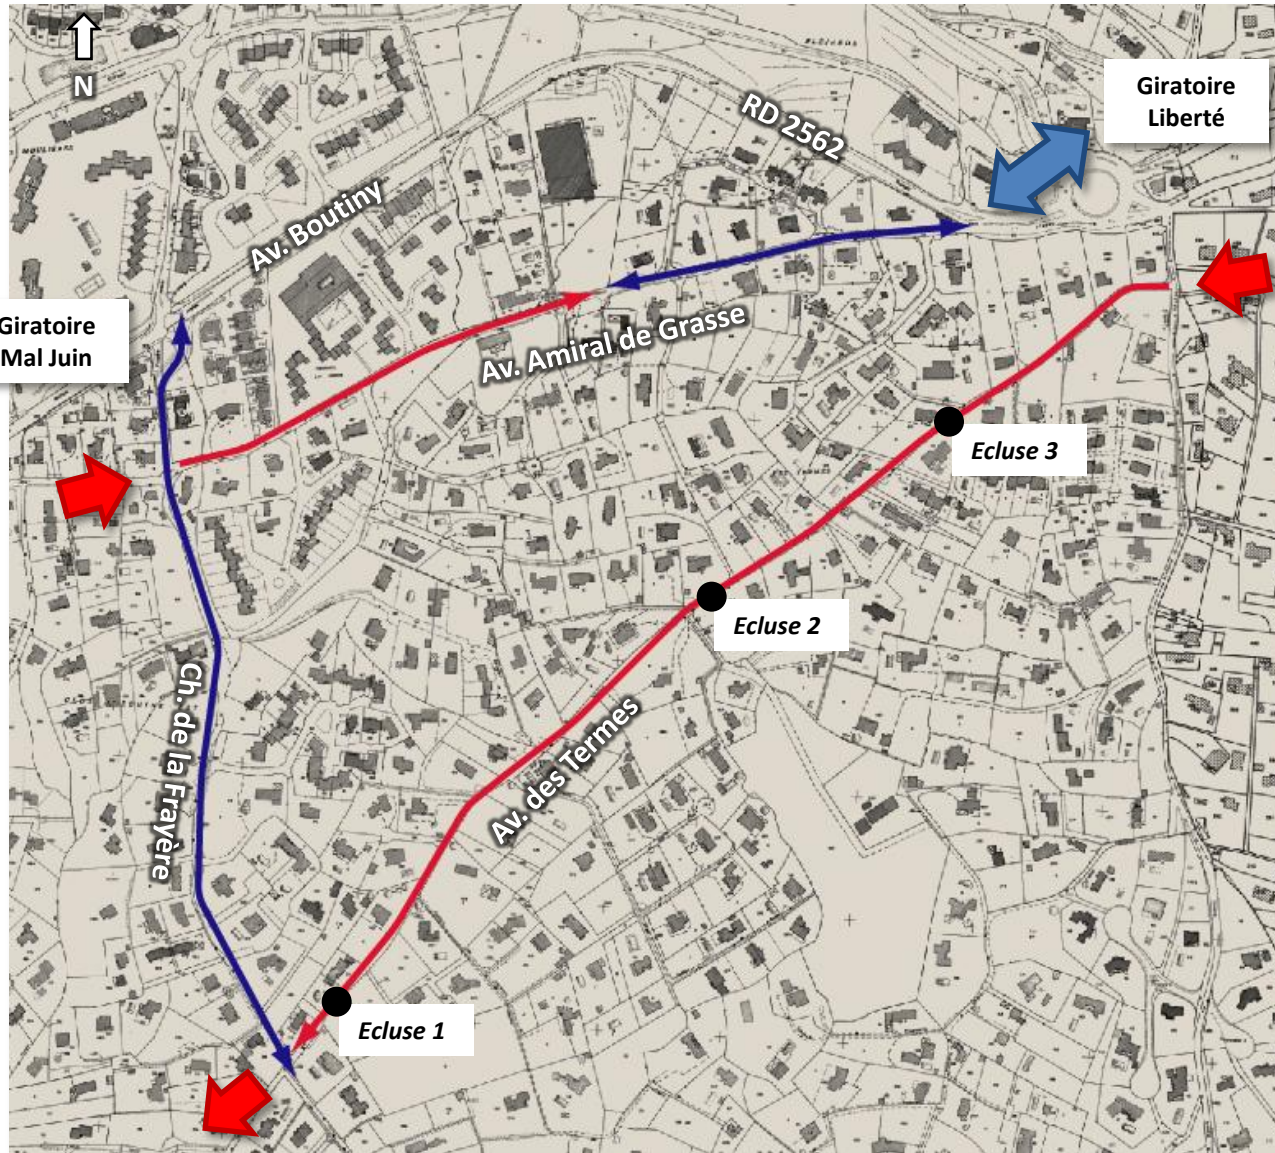 N
Giratoire
Liberté
RD 2562
Av. Boutiny
Giratoire
Mal Juin
Av. Amiral de Grasse
Ecluse 3
Ecluse 2
Ch. de la Frayère
Av. des Termes
Ecluse 1